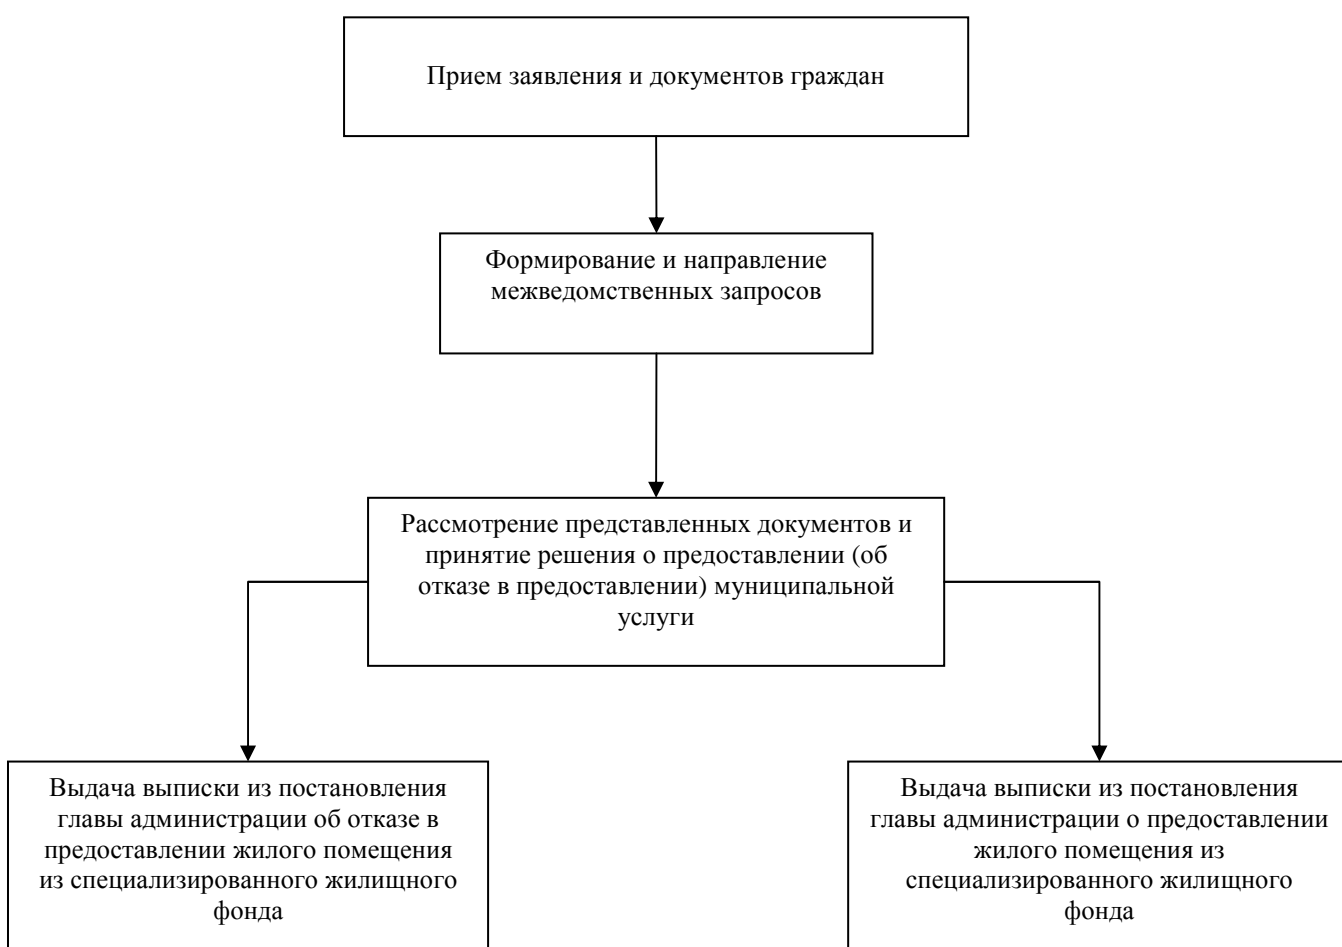 Прием заявления и документов граждан
Формирование и направление
межведомственных запросов
Рассмотрение представленных документов и
принятие решения о предоставлении (об
отказе в предоставлении) муниципальной
услуги
Выдача выписки из постановления
главы администрации об отказе в
предоставлении жилого помещения
из специализированного жилищного
фонда
Выдача выписки из постановления
главы администрации о предоставлении
жилого помещения из
специализированного жилищного
фонда